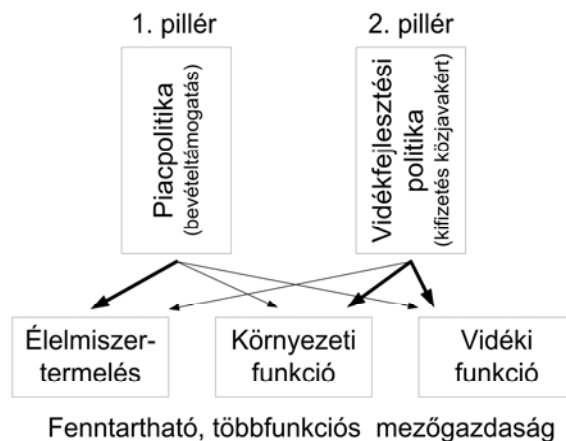 1. pillér
2. pillér
Piacpolitika
(bevételtámogatás)
Vidékfejlesztési
politika
(kifizetés közjavakért)
Élelmiszer-
termelés
Környezeti
funkció
Vidéki
funkció
Fenntartható, többfunkciós mezőgazdaság